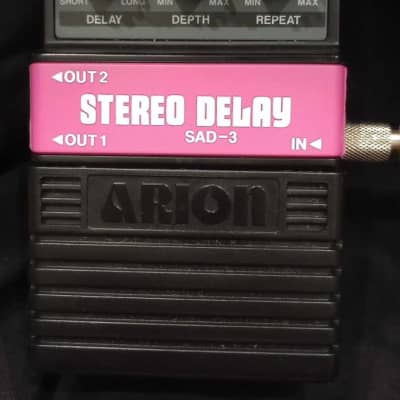 SHORT LONG MIN MAX MIN MAX
DELAY DEPTH REPEAT
◄OUT 2
STEREO DELAY
◄OUT 1 SAD-3 IN◄
ARION